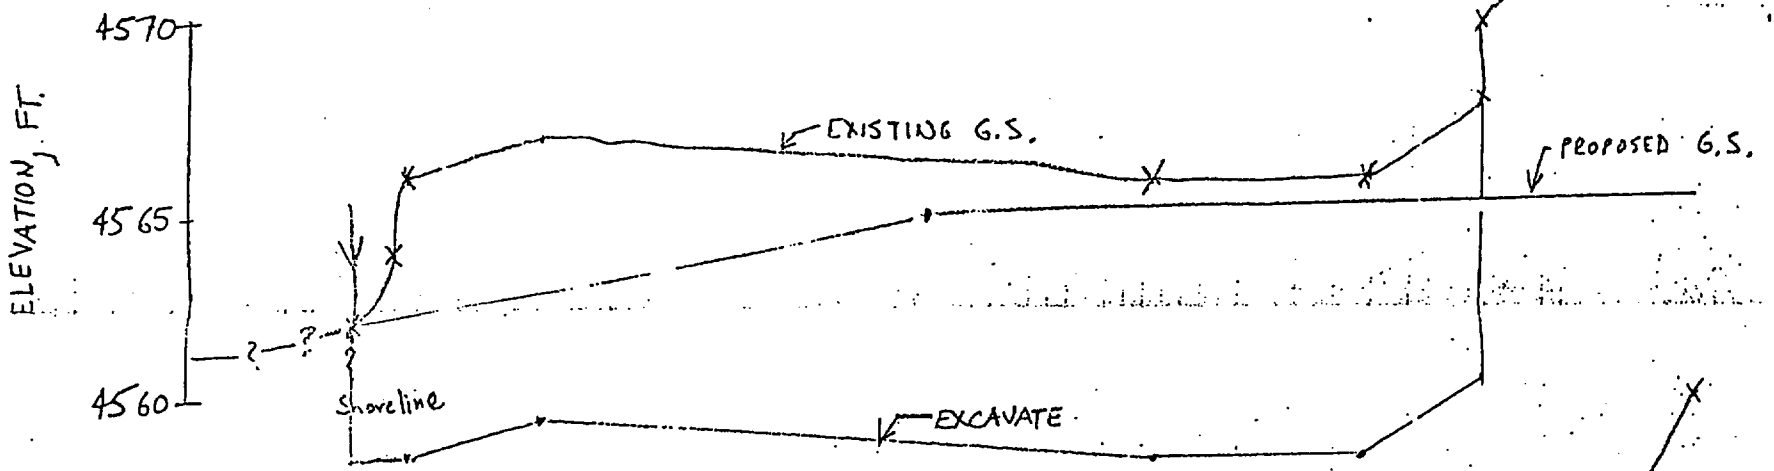 4570
EXISTING G.S.
PROPOSED G.S.
ELEVATION, FT.
4565
? ?
?
Shoreline
4560
EXCAVATE